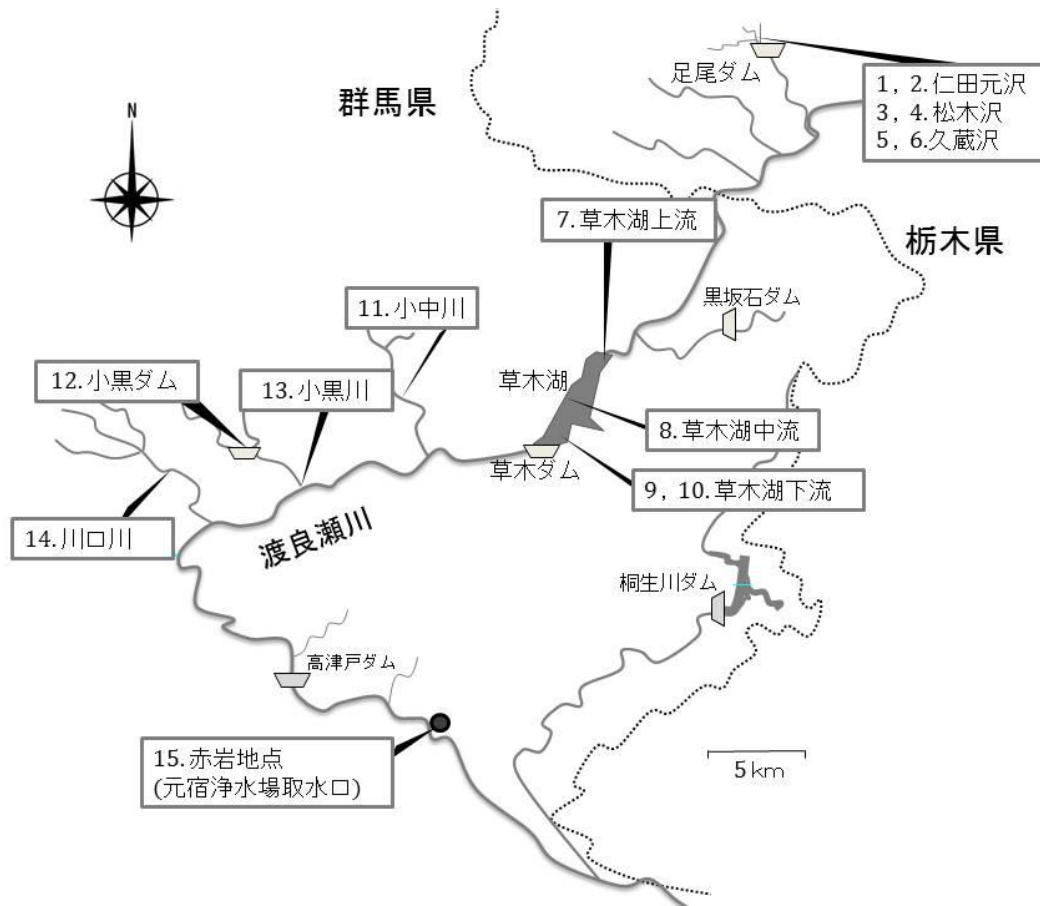 N
群馬県
足尾ダム
1, 2. 仁田元沢
3, 4. 松木沢
5, 6. 久蔵沢
7. 草木湖上流
栃木県
黒坂石ダム
11. 小中川
12. 小黒ダム
13. 小黒川
草木湖
8. 草木湖中流
草木ダム
9, 10. 草木湖下流
14. 川口川
渡良瀬川
桐生川ダム
高津戸ダム
15. 赤岩地点
(元宿浄水場取水口)
5km